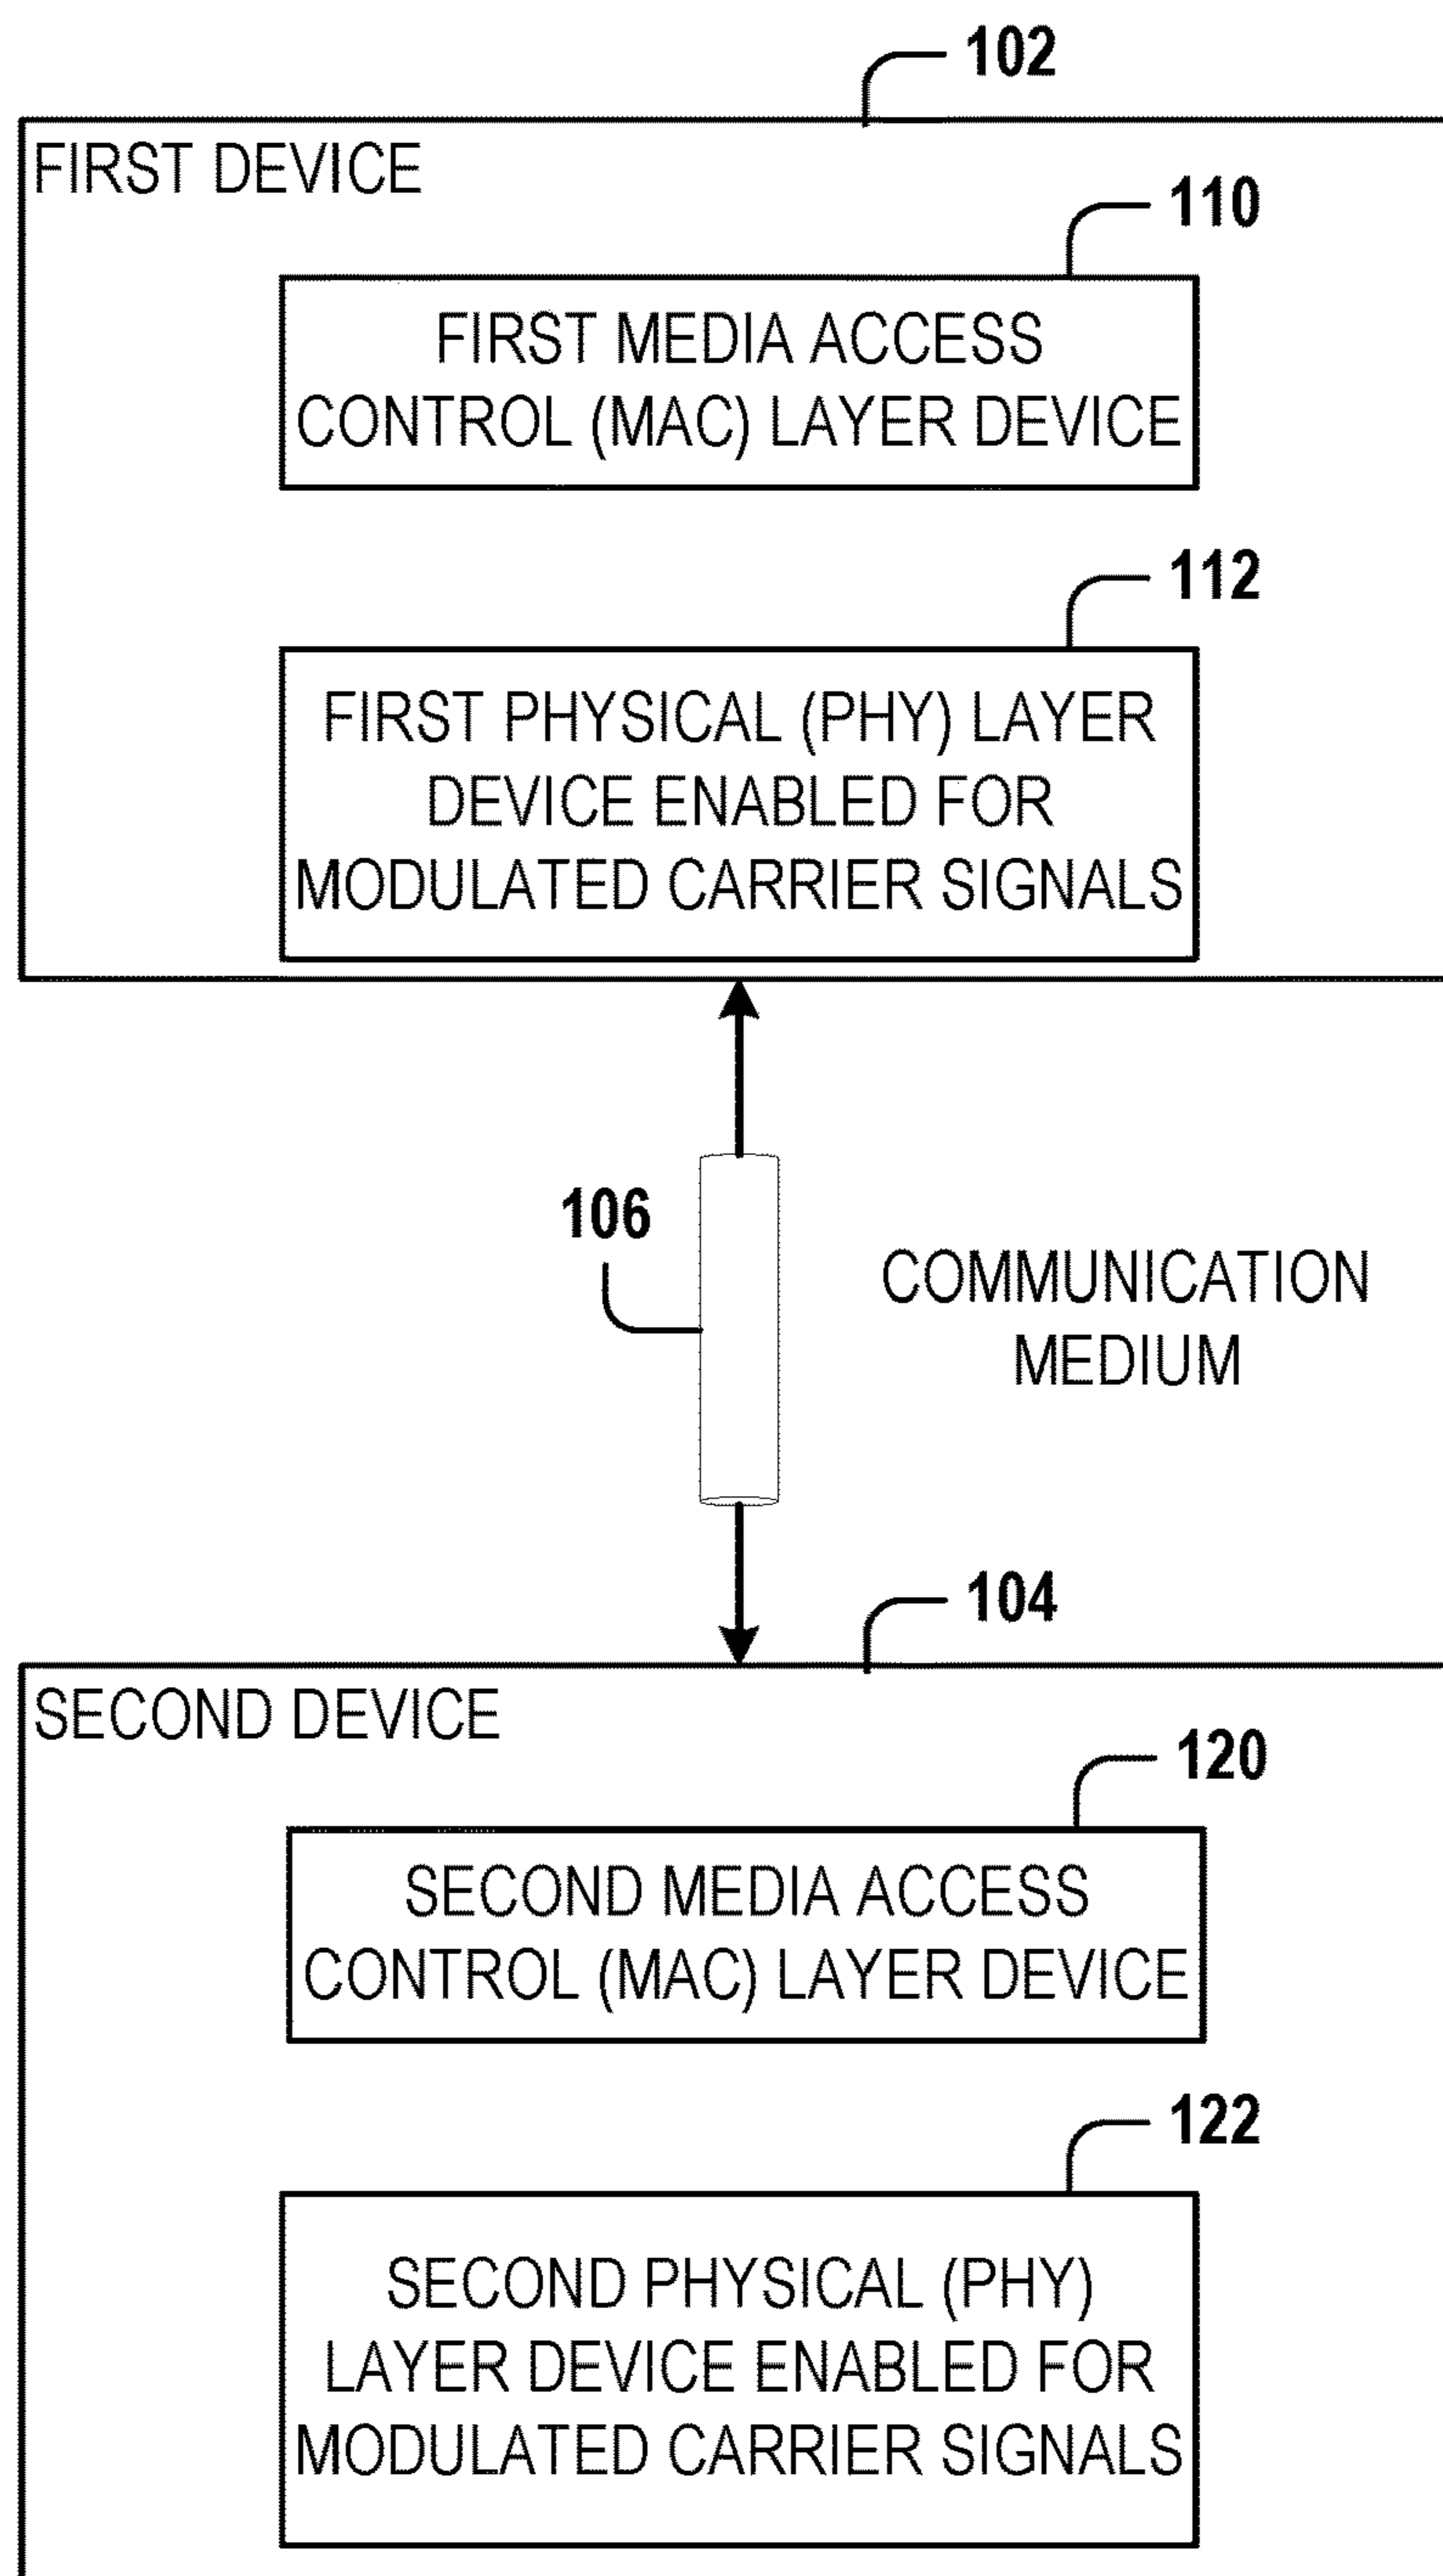 102
FIRST DEVICE
110
FIRST MEDIA ACCESS
CONTROL (MAC) LAYER DEVICE
112
FIRST PHYSICAL (PHY) LAYER
DEVICE ENABLED FOR
MODULATED CARRIER SIGNALS
106
COMMUNICATION
MEDIUM
104
SECOND DEVICE
120
SECOND MEDIA ACCESS
CONTROL (MAC) LAYER DEVICE
122
SECOND PHYSICAL (PHY)
LAYER DEVICE ENABLED FOR
MODULATED CARRIER SIGNALS